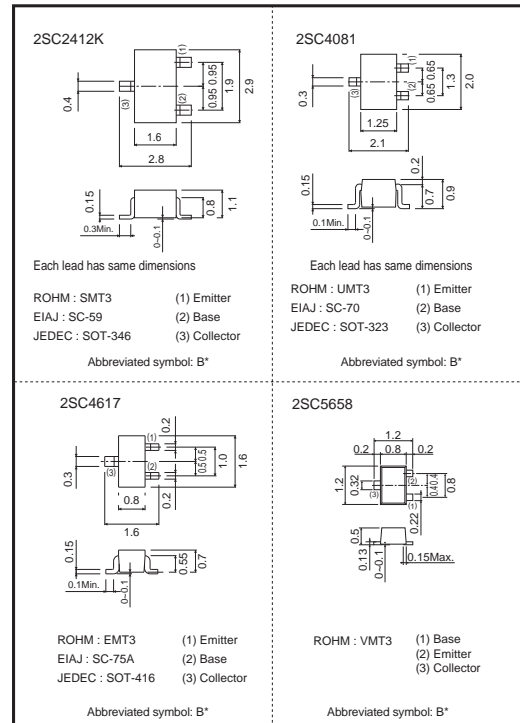 2SC2412K
(1)
(2)
(3)
0.4
0.95 0.95
1.9
2.9
1.6
2.8
0.15
0.3Min.
0~0.1
0.8
1.1
Each lead has same dimensions
ROHM : SMT3 (1) Emitter
EIAJ : SC-59 (2) Base
JEDEC : SOT-346 (3) Collector
Abbreviated symbol: B*
2SC4081
(1)
(2)
(3)
0.3
0.65 0.65
1.3
2.0
1.25
2.1
0.2
0.15
0.1Min.
0~0.1
0.7
0.9
Each lead has same dimensions
ROHM : UMT3 (1) Emitter
EIAJ : SC-70 (2) Base
JEDEC : SOT-323 (3) Collector
Abbreviated symbol: B*
2SC4617
0.2
(1)
(2)
(3)
0.3
0.5 0.5
1.0
1.6
0.8
0.2
1.6
0.15
0.1Min.
0~0.1
0.55
0.7
ROHM : EMT3 (1) Emitter
EIAJ : SC-75A (2) Base
JEDEC : SOT-416 (3) Collector
Abbreviated symbol: B*
2SC5658
1.2
0.2 0.8 0.2
1.2
0.32
(3)
(2)
(1)
0.4 0.4
0.8
0.22
0.5
0.13
0~0.1
0.15Max.
ROHM : VMT3 (1) Base
(2) Emitter
(3) Collector
Abbreviated symbol: B*